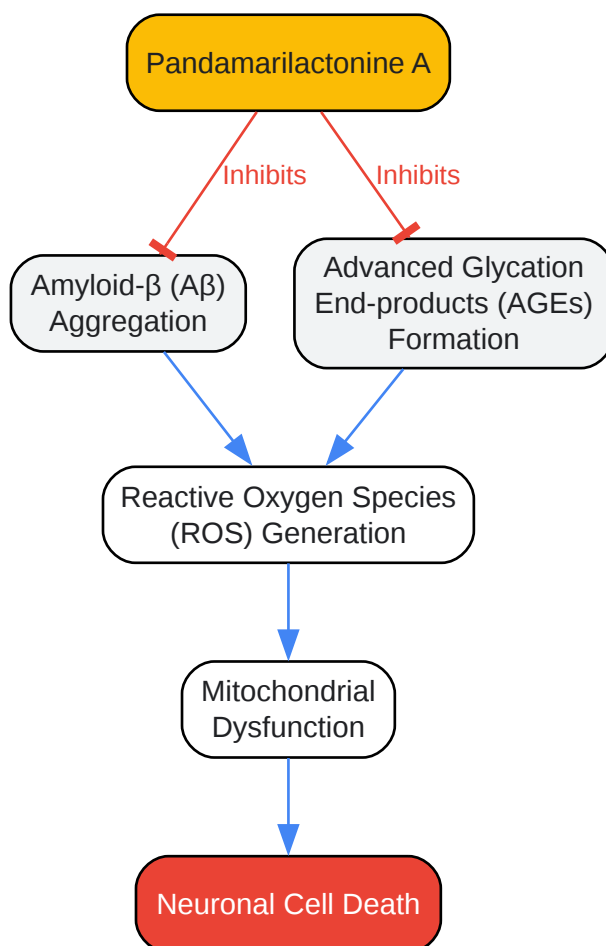 Pandamarilactonine A
Inhibits
Inhibits
Amyloid-β (Aβ)
Aggregation
Advanced Glycation
End-products (AGEs)
Formation
Reactive Oxygen Species
(ROS) Generation
Mitochondrial
Dysfunction
Neuronal Cell Death